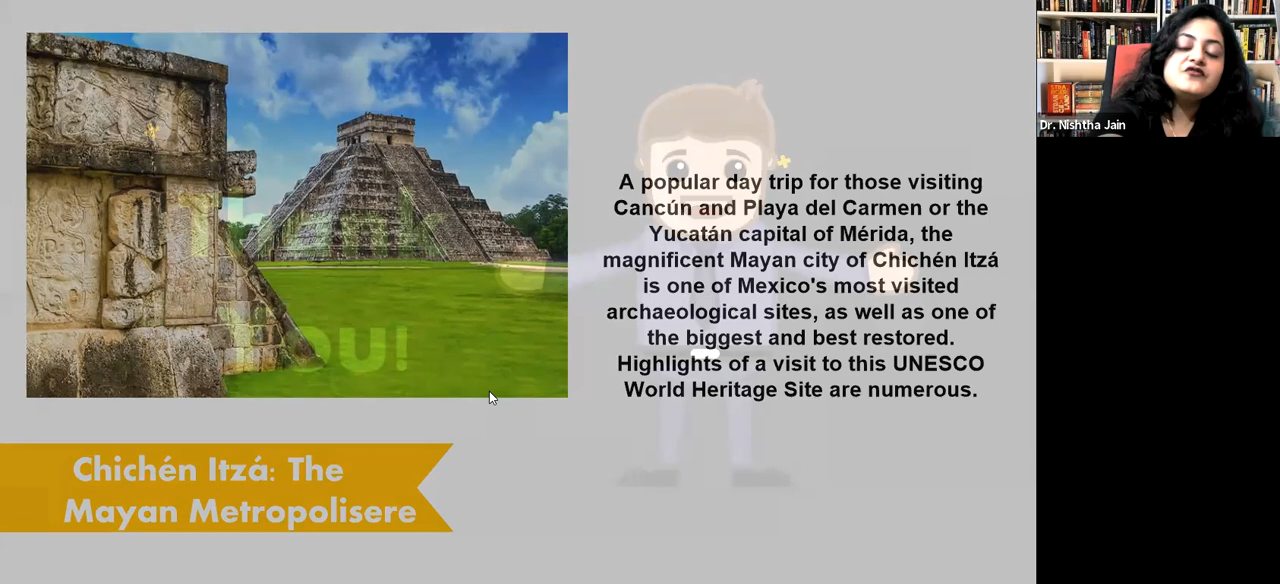 A popular day trip for those visiting
Cancún and Playa del Carmen or the
Yucatán capital of Mérida, the
magnificent Mayan city of Chichén Itzá
is one of Mexico's most visited
archaeological sites, as well as one of
the biggest and best restored.
Highlights of a visit to this UNESCO
World Heritage Site are numerous.
Chichén Itzá: The
Mayan Metropolisere
Dr. Nishtha Jain